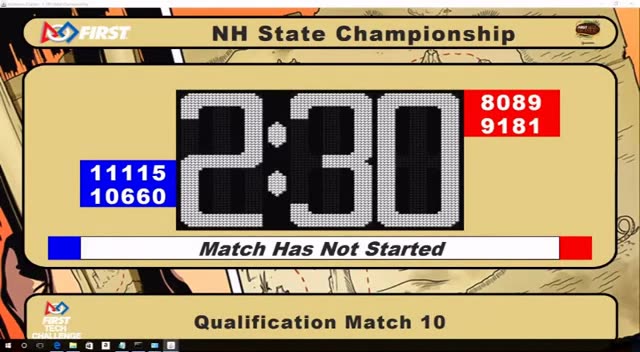 FIRST
NH State Championship
2:30
8089
9181
11115
10660
Match Has Not Started
FIRST
TECH
CHALLENGE
Qualification Match 10